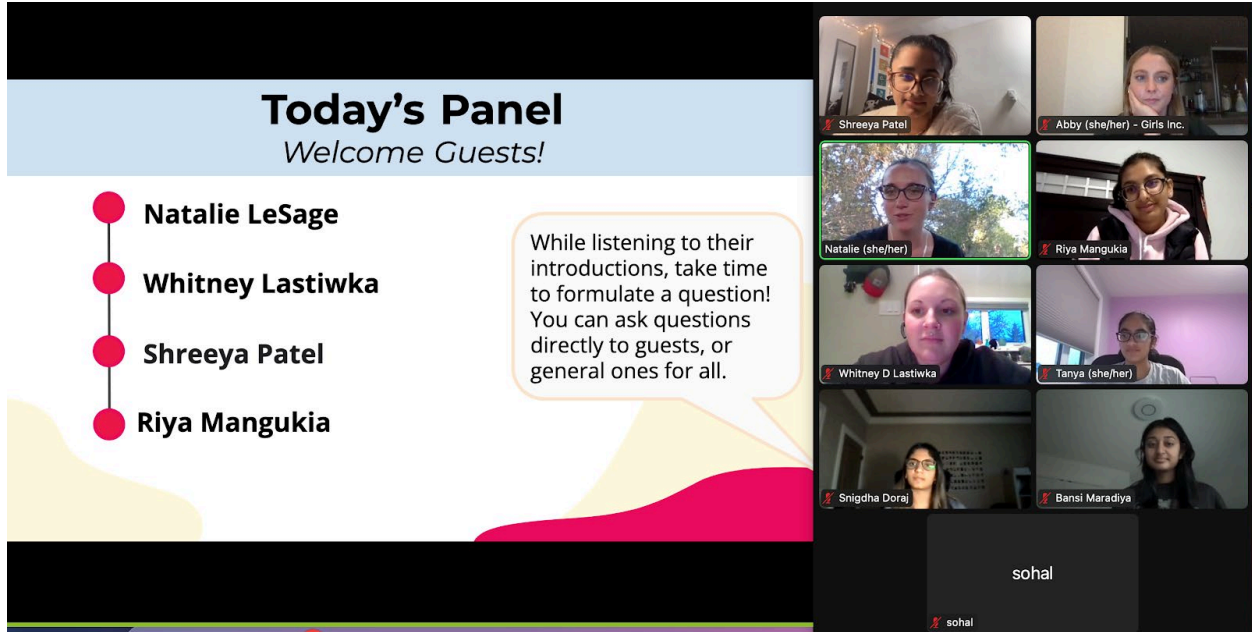 Today’s Panel
Welcome Guests!
Natalie LeSage
Whitney Lastiwka
Shreeya Patel
Riya Mangukia
While listening to their
introductions, take time
to formulate a question!
You can ask questions
directly to guests, or
general ones for all.
Shreeya Patel
Abby (she/her) - Girls Inc.
Natalie (she/her)
Riya Mangukia
Whitney D Lastiwka
Tanya (she/her)
Snigdha Doraj
Bansi Maradiya
sohal
sohal